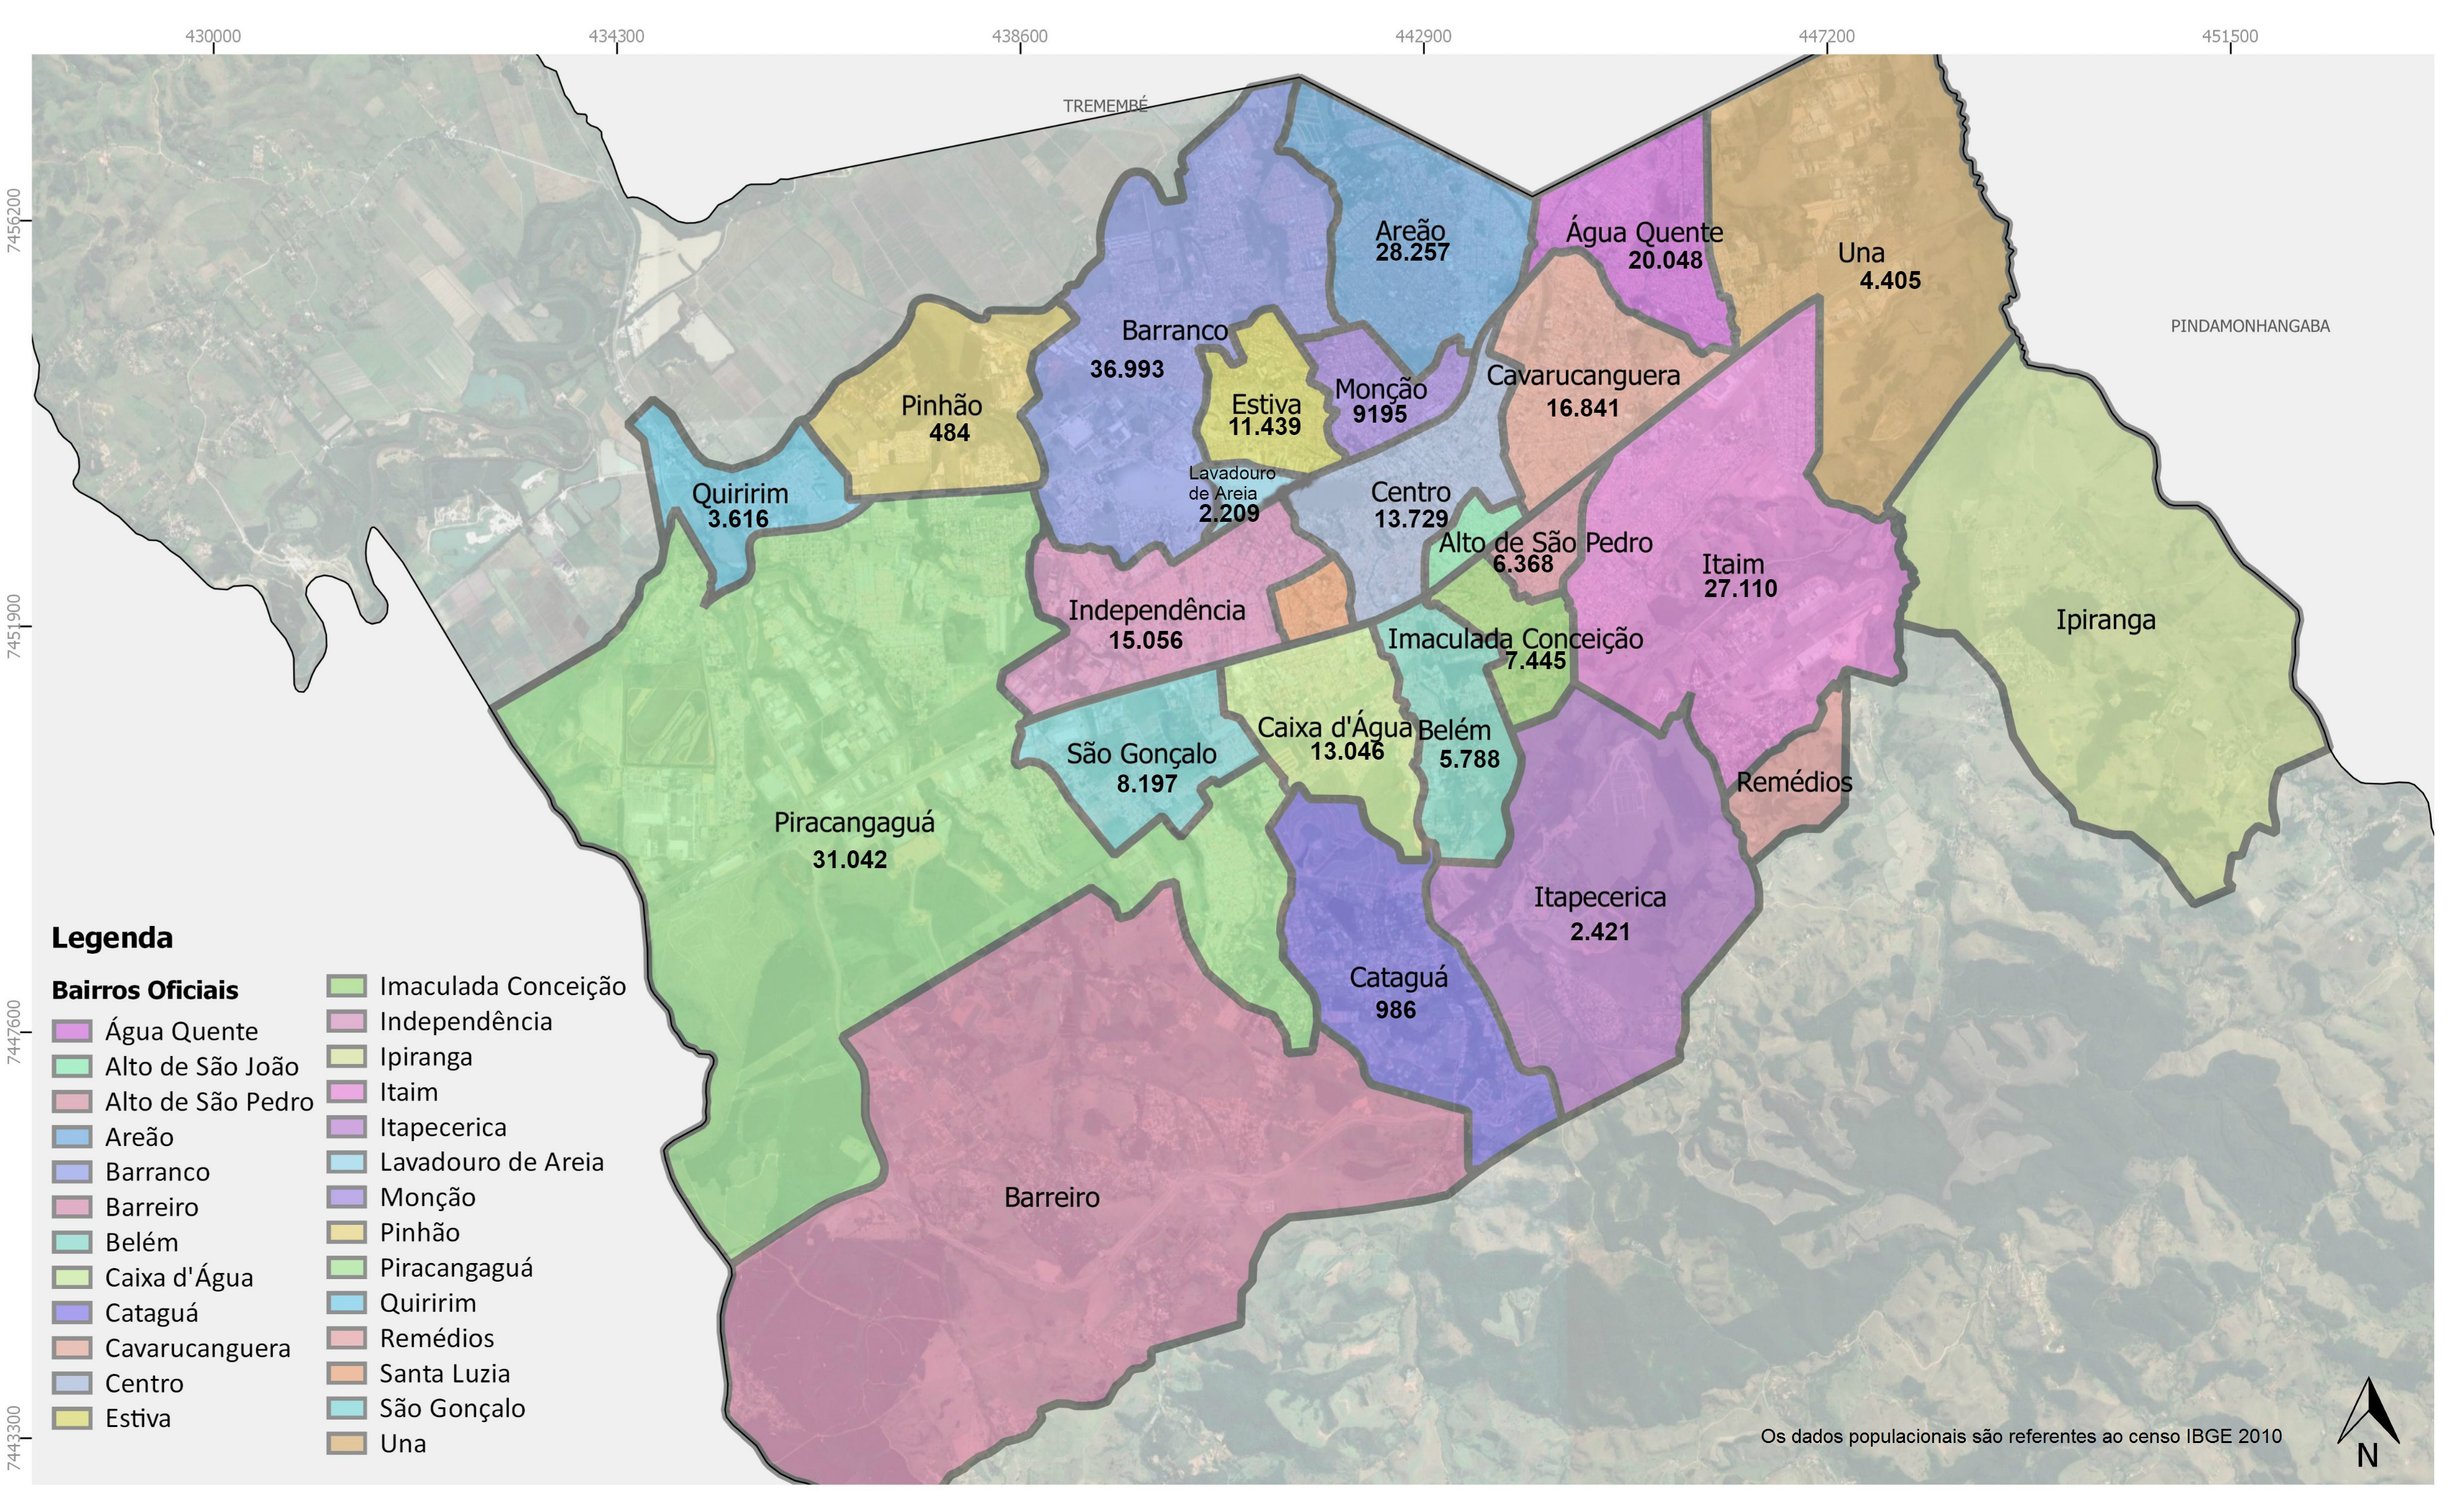 430000
434300
438600
442900
447200
451500
TREMEMBÉ
7456200
Areão
28.257
Água Quente
20.048
Una
4.405
PINDAMONHANGABA
Barranco
36.993
Pinhão
484
Estiva
11.439
Monção
9195
Cavarucanguera
16.841
Quiririm
3.616
Lavadouro
de Areia
2.209
Centro
13.729
Alto de São Pedro
6.368
Itaim
27.110
7451900
Independência
15.056
Imaculada Conceição
7.445
Ipiranga
São Gonçalo
8.197
Caixa d'Água
13.046
Belém
5.788
Remédios
Piracangaguá
31.042
Itapecerica
2.421
Cataguá
986
7447600
Barreiro
7443300
Legenda
Bairros Oficiais
Água Quente
Alto de São João
Alto de São Pedro
Areão
Barranco
Barreiro
Belém
Caixa d'Água
Cataguá
Cavarucanguera
Centro
Estiva
Imaculada Conceição
Independência
Ipiranga
Itaim
Itapecerica
Lavadouro de Areia
Monção
Pinhão
Piracangaguá
Quiririm
Remédios
Santa Luzia
São Gonçalo
Una
Os dados populacionais são referentes ao censo IBGE 2010
N